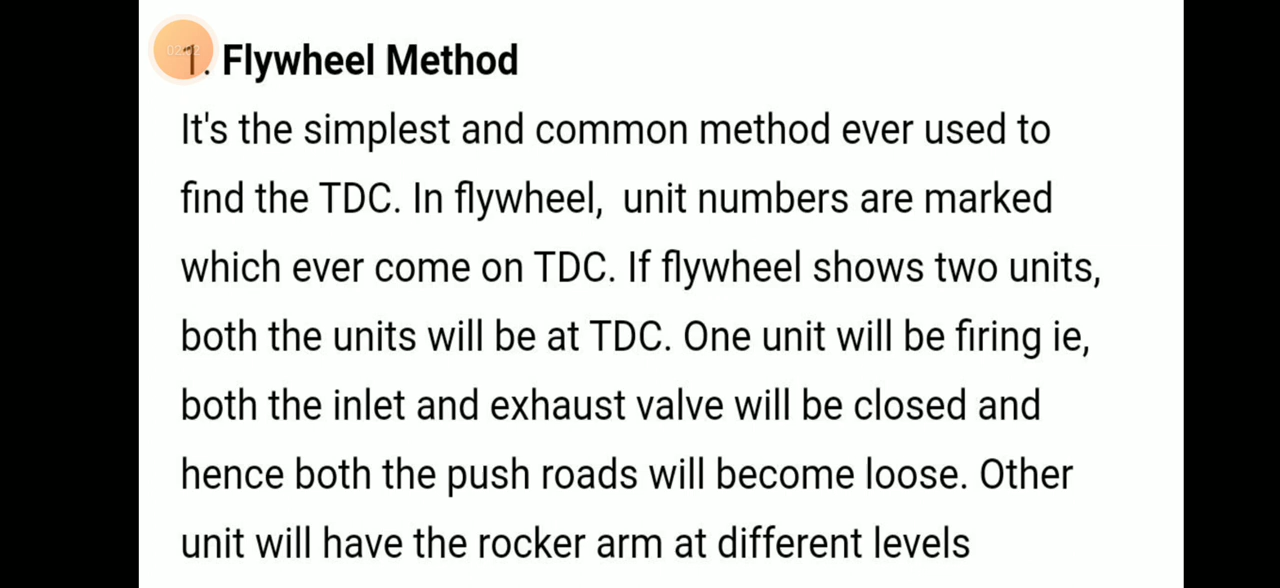 1. Flywheel Method
It's the simplest and common method ever used to
find the TDC. In flywheel, unit numbers are marked
which ever come on TDC. If flywheel shows two units,
both the units will be at TDC. One unit will be firing ie,
both the inlet and exhaust valve will be closed and
hence both the push roads will become loose. Other
unit will have the rocker arm at different levels